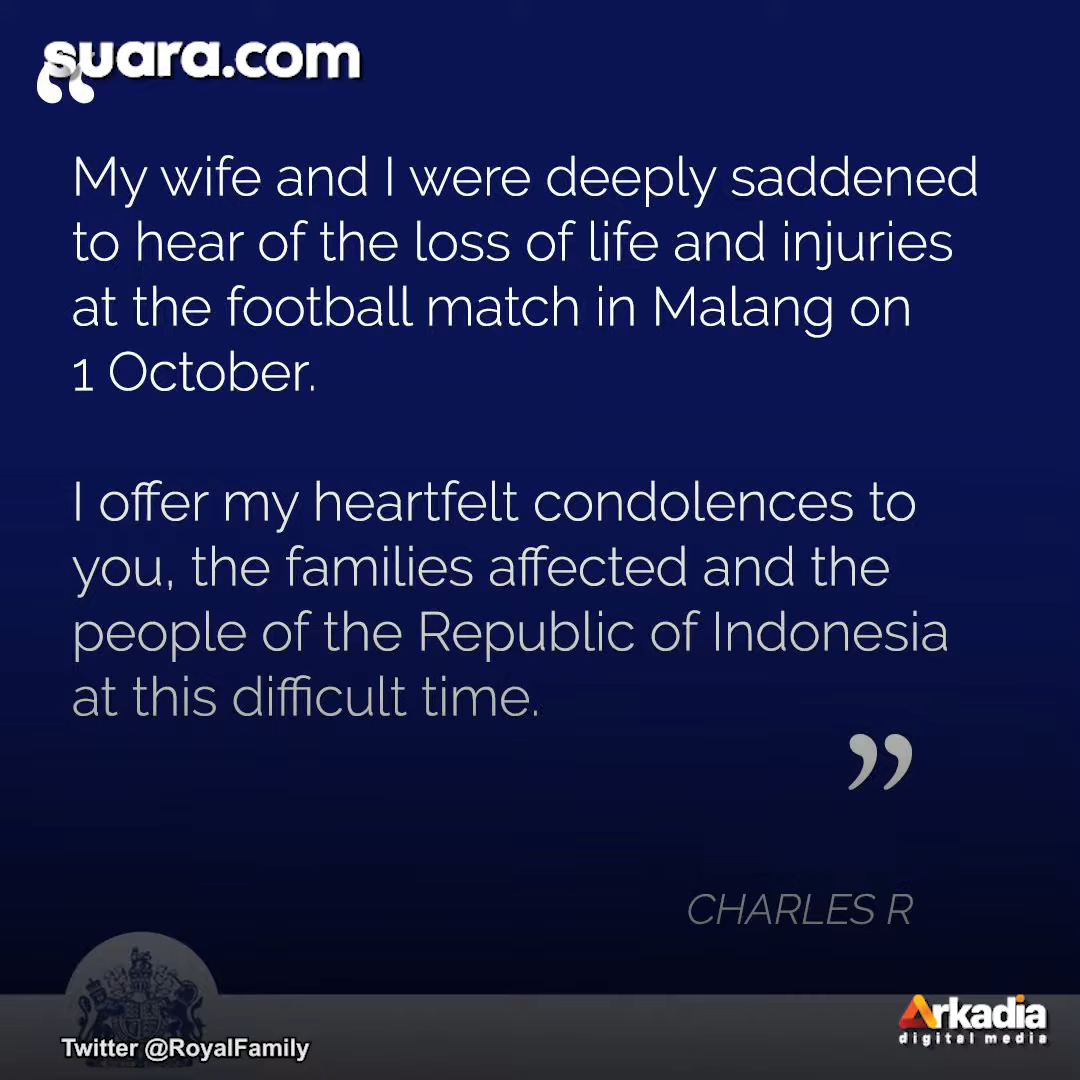 suara.com
“
My wife and I were deeply saddened
to hear of the loss of life and injuries
at the football match in Malang on
1 October.
I offer my heartfelt condolences to
you, the families affected and the
people of the Republic of Indonesia
at this difficult time.
”
CHARLES R
Twitter @RoyalFamily
Arkadia
digital media